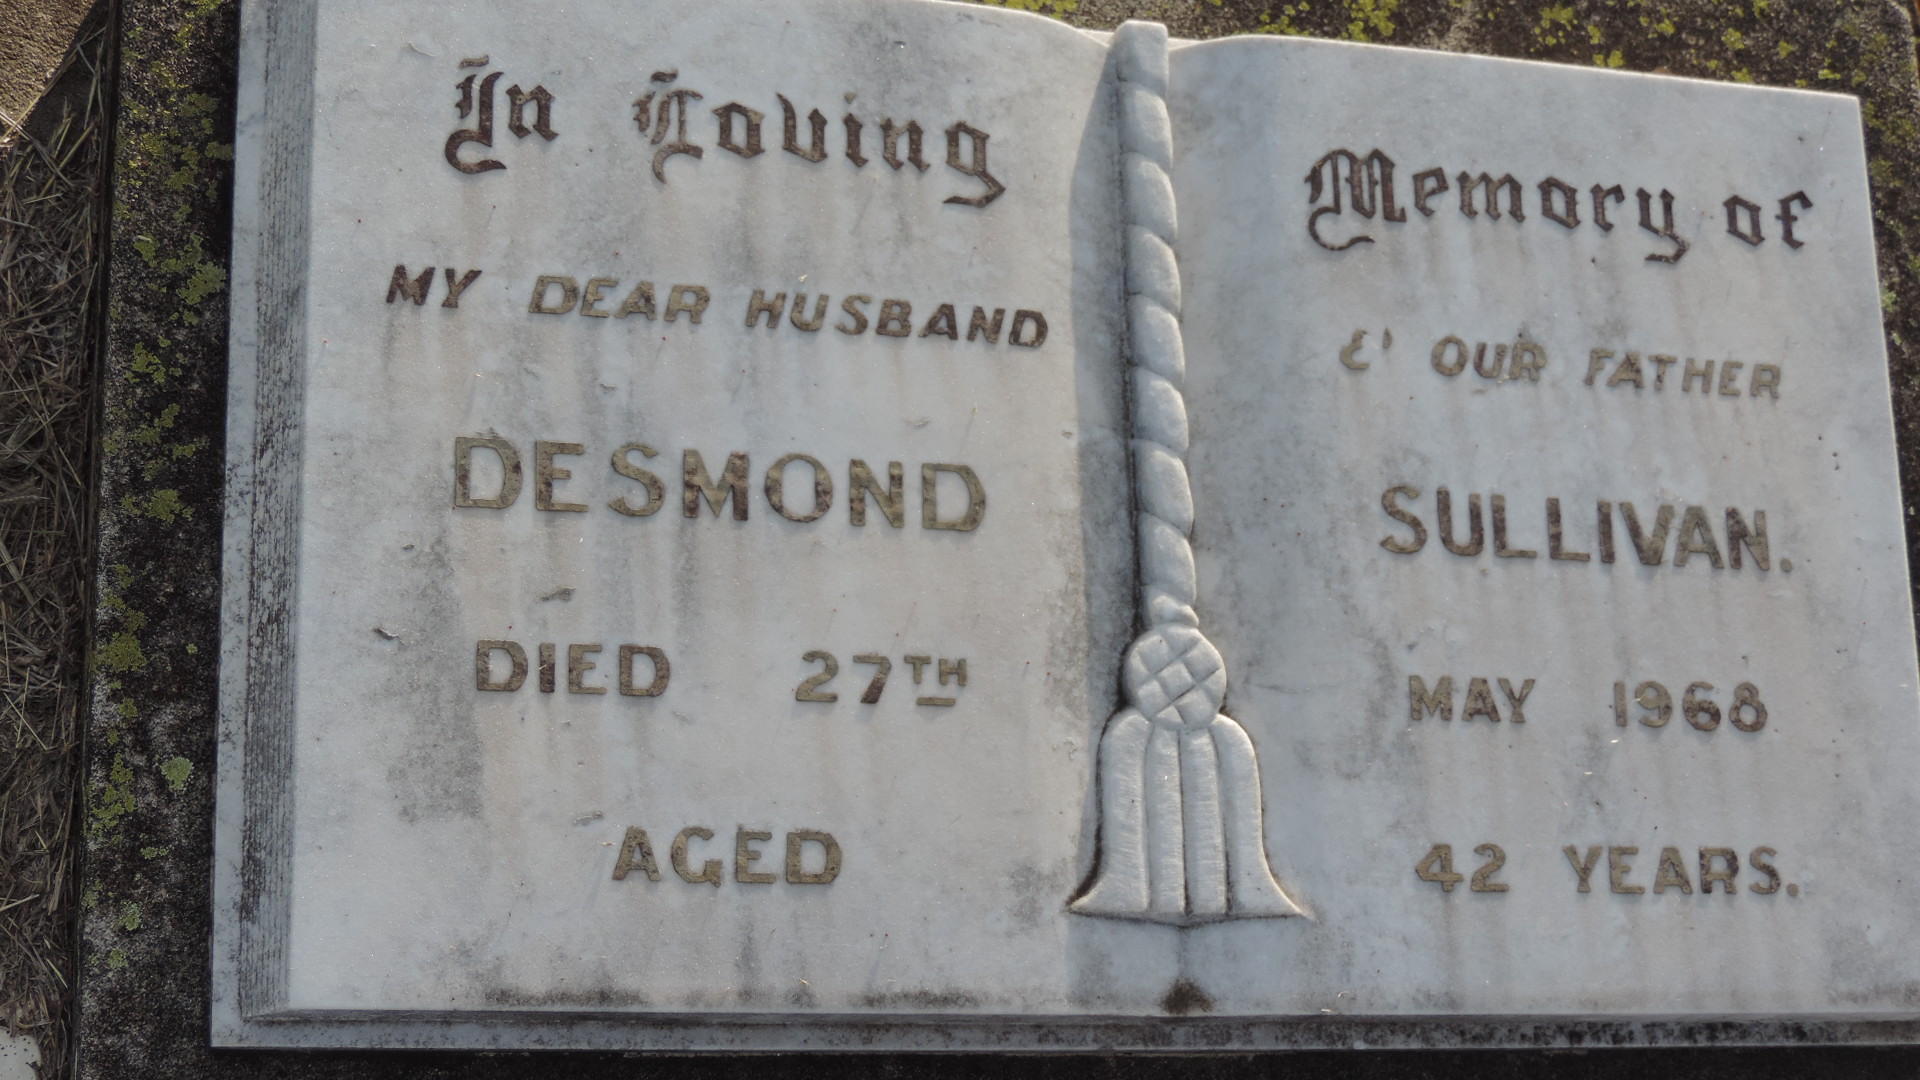 In Loving Memory of
MY DEAR HUSBAND & OUR FATHER
DESMOND SULLIVAN.
DIED 27TH MAY 1968
AGED 42 YEARS.